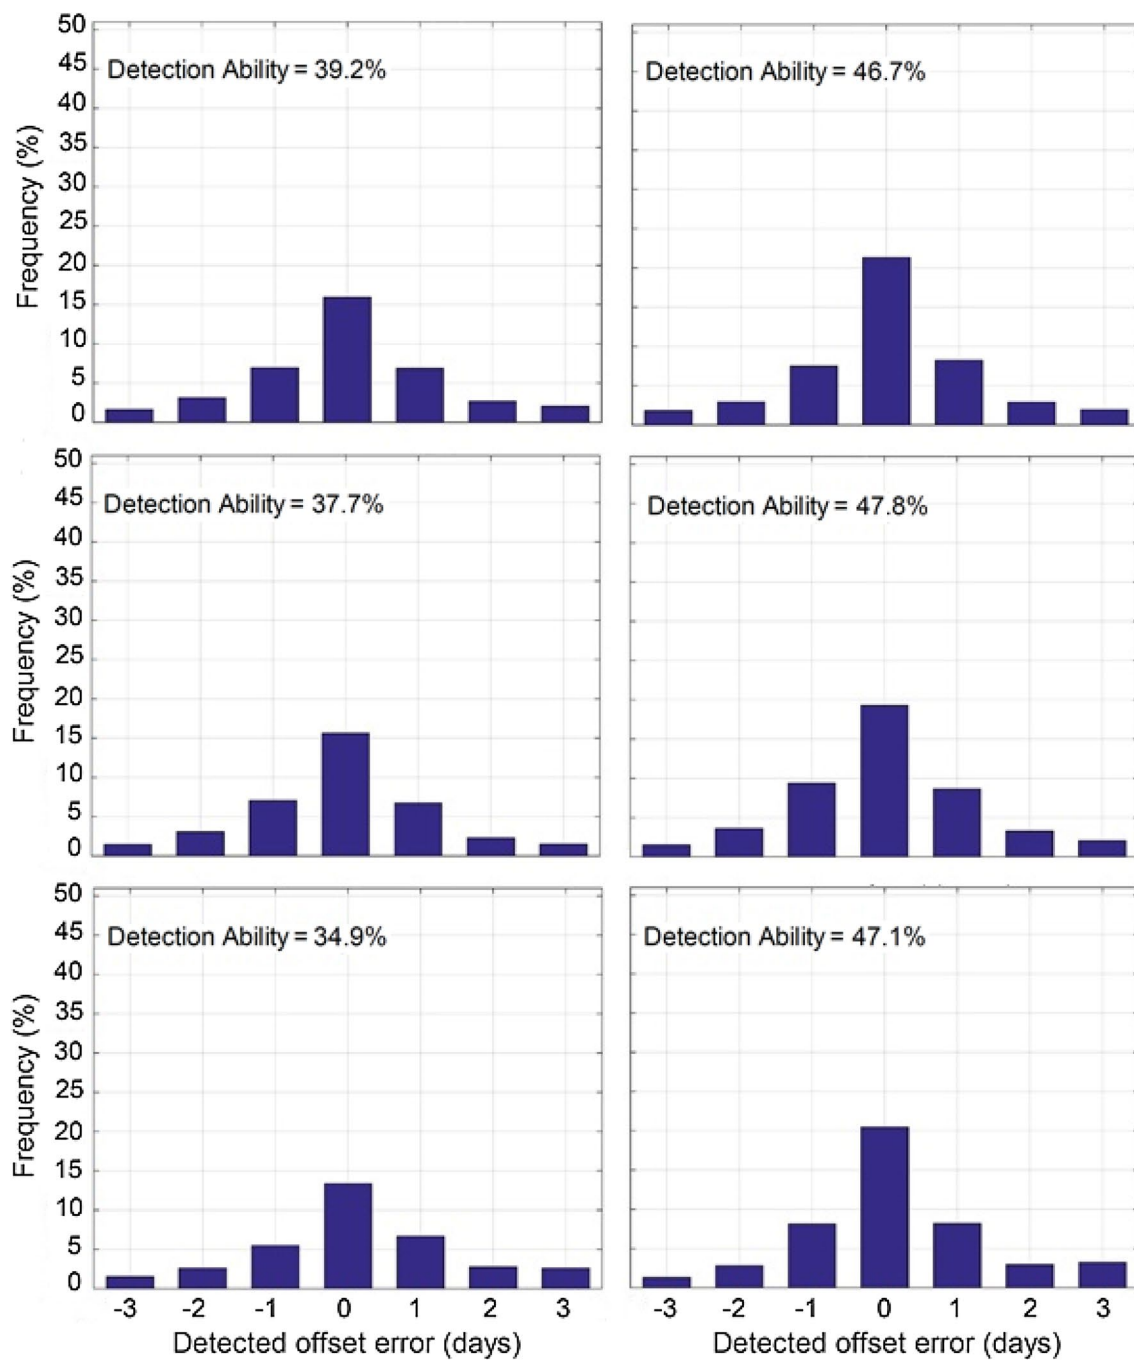 50
45
40
35
30
25
20
15
10
5
0
Frequency (%)
Detection Ability = 39.2%
Detection Ability = 46.7%
50
45
40
35
30
25
20
15
10
5
0
Frequency (%)
Detection Ability = 37.7%
Detection Ability = 47.8%
50
45
40
35
30
25
20
15
10
5
0
Frequency (%)
Detection Ability = 34.9%
Detection Ability = 47.1%
-3 -2 -1 0 1 2 3
-3 -2 -1 0 1 2 3
Detected offset error (days)
Detected offset error (days)